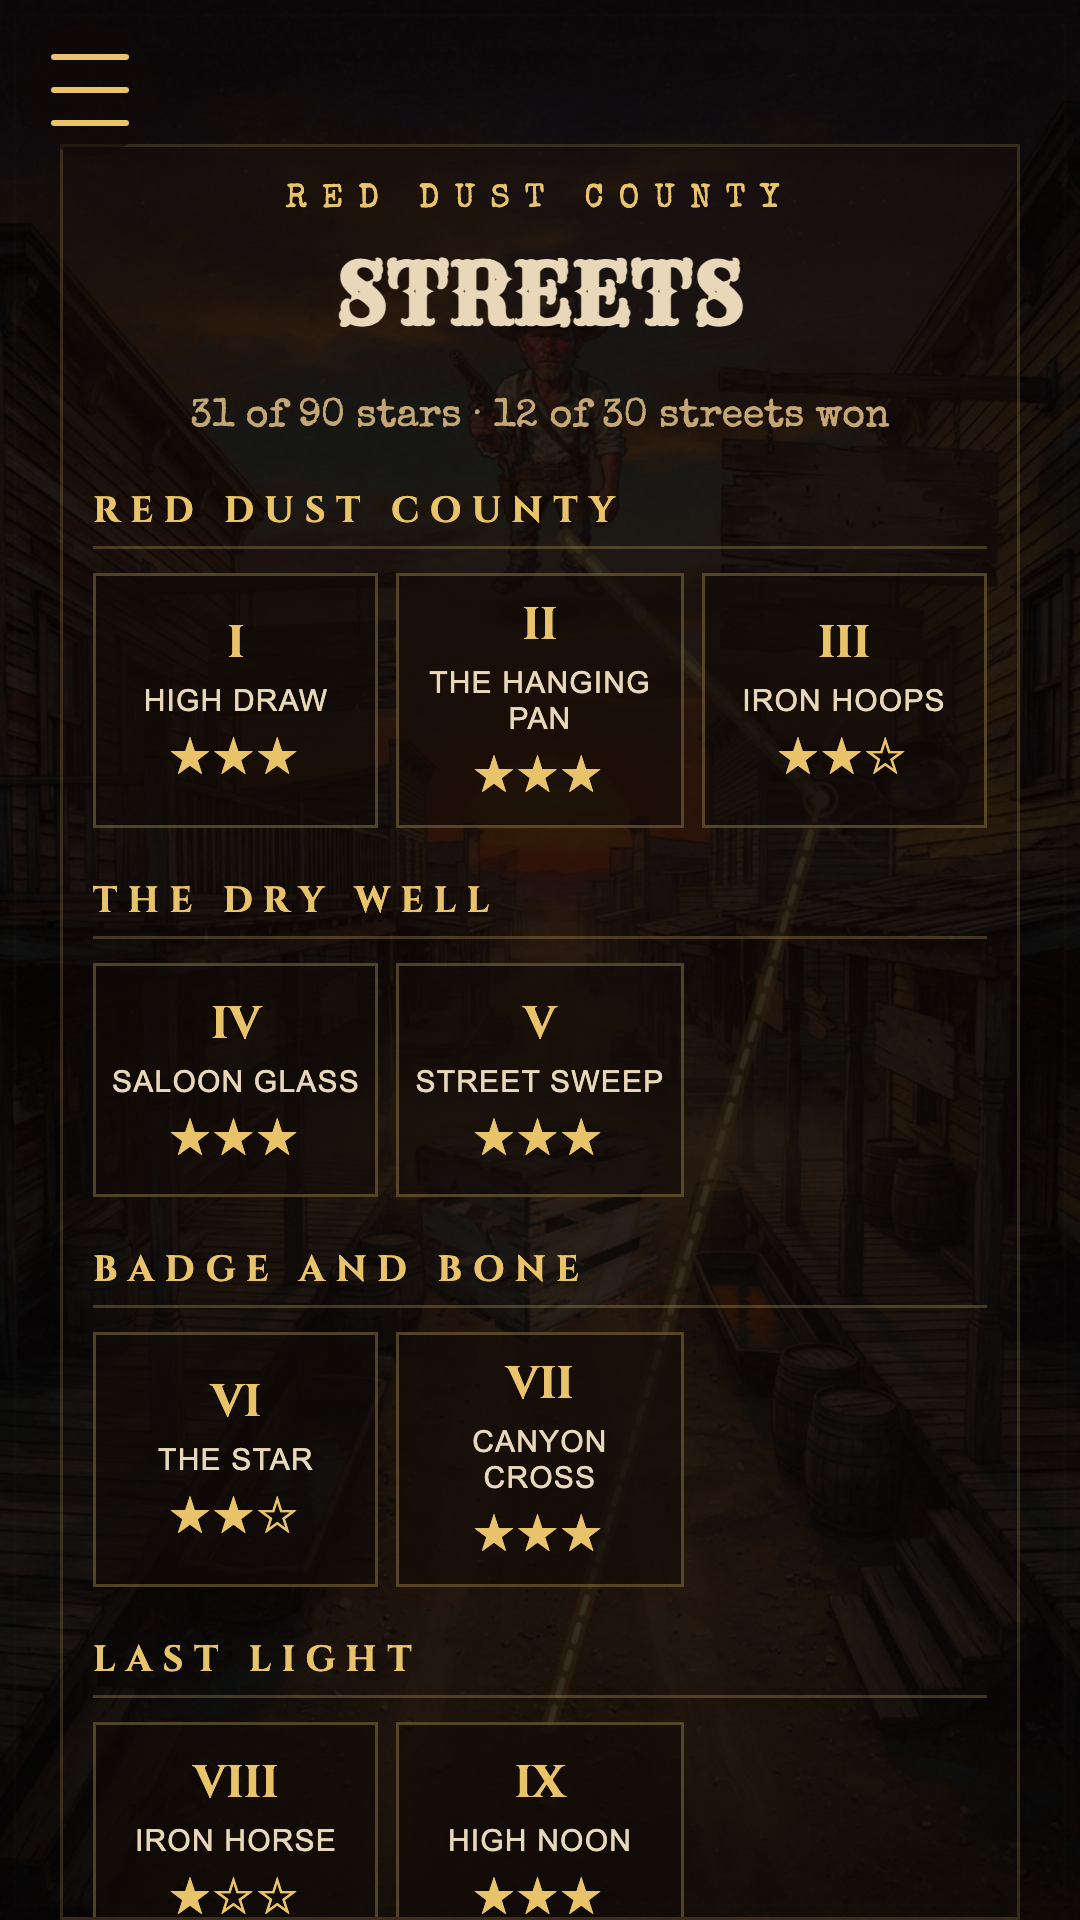 RED DUST COUNTY
STREETS
31 of 90 stars · 12 of 30 streets won
RED DUST COUNTY
I
HIGH DRAW
★★★
II
THE HANGING
PAN
★★★
III
IRON HOOPS
★★☆
THE DRY WELL
IV
SALOON GLASS
★★★
V
STREET SWEEP
★★★
BADGE AND BONE
VI
THE STAR
★★☆
VII
CANYON
CROSS
★★★
LAST LIGHT
VIII
IRON HORSE
★☆☆
IX
HIGH NOON
★★★